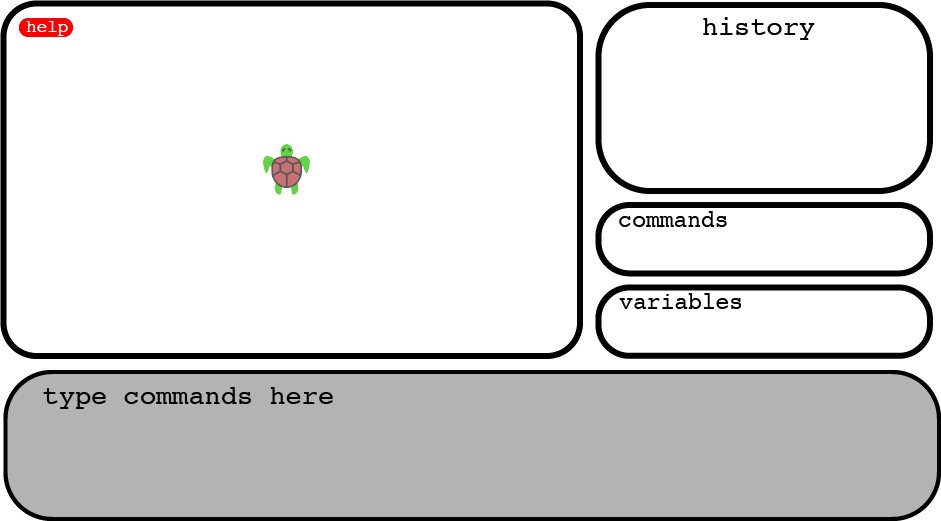 help
history
commands
variables
type commands here